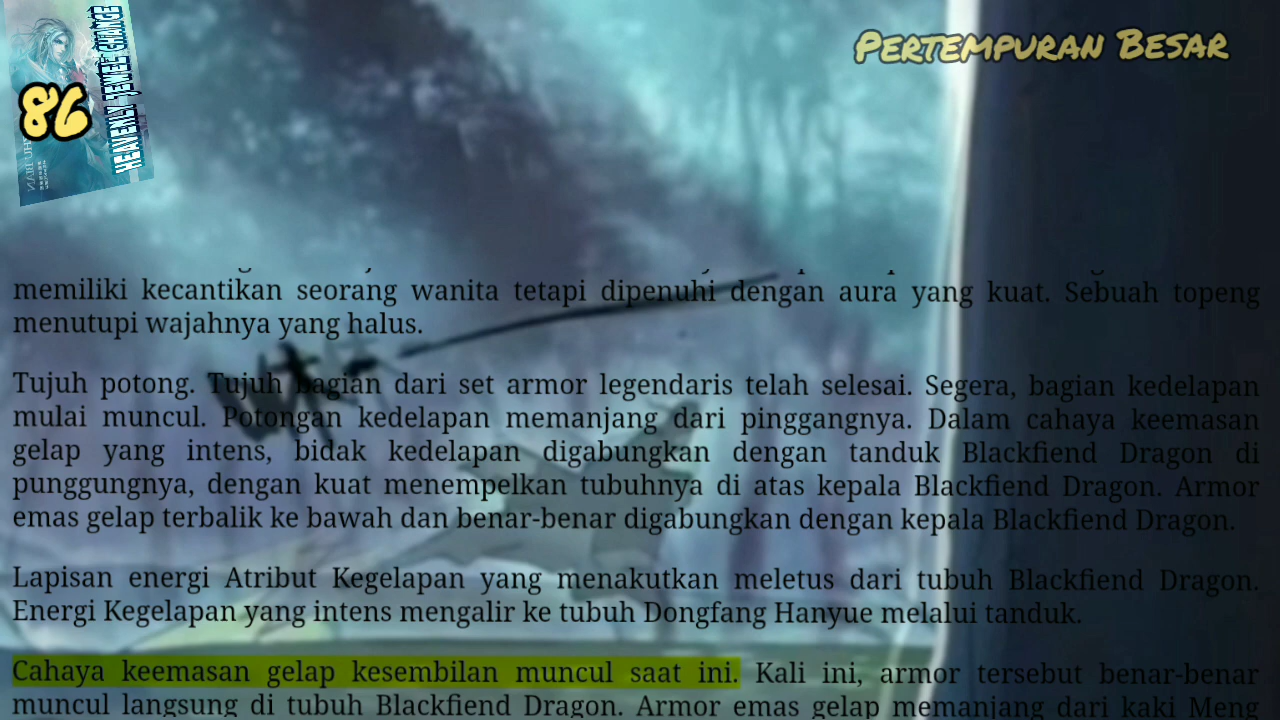 HEAVENLY JEWEL CHANGE
86
Pertempuran Besar
memiliki kecantikan seorang wanita tetapi dipenuhi dengan aura yang kuat. Sebuah topeng
menutupi wajahnya yang halus.
Tujuh potong. Tujuh bagian dari set armor legendaris telah selesai. Segera, bagian kedelapan
mulai muncul. Potongan kedelapan memanjang dari pinggangnya. Dalam cahaya keemasan
gelap yang intens, bidak kedelapan digabungkan dengan tanduk Blackfiend Dragon di
punggungnya, dengan kuat menempelkan tubuhnya di atas kepala Blackfiend Dragon. Armor
emas gelap terbalik ke bawah dan benar-benar digabungkan dengan kepala Blackfiend Dragon.
Lapisan energi Atribut Kegelapan yang menakutkan meletus dari tubuh Blackfiend Dragon.
Energi Kegelapan yang intens mengalir ke tubuh Dongfang Hanyue melalui tanduk.
Cahaya keemasan gelap kesembilan muncul saat ini. Kali ini, armor tersebut benar-benar
muncul langsung di tubuh Blackfiend Dragon. Armor emas gelap memanjang dari kaki Meng